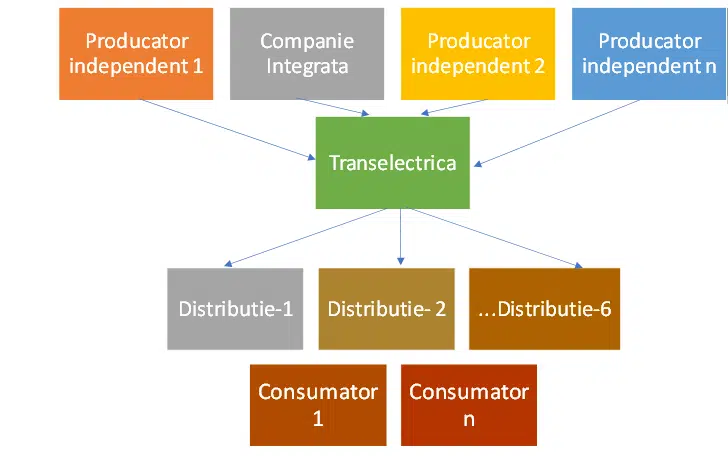 Producator
independent 1
Companie
Integrata
Producator
independent 2
Producator
independent n
Transelectrica
Distributie-1
Distributie- 2
...Distributie-6
Consumator
1
Consumator
n